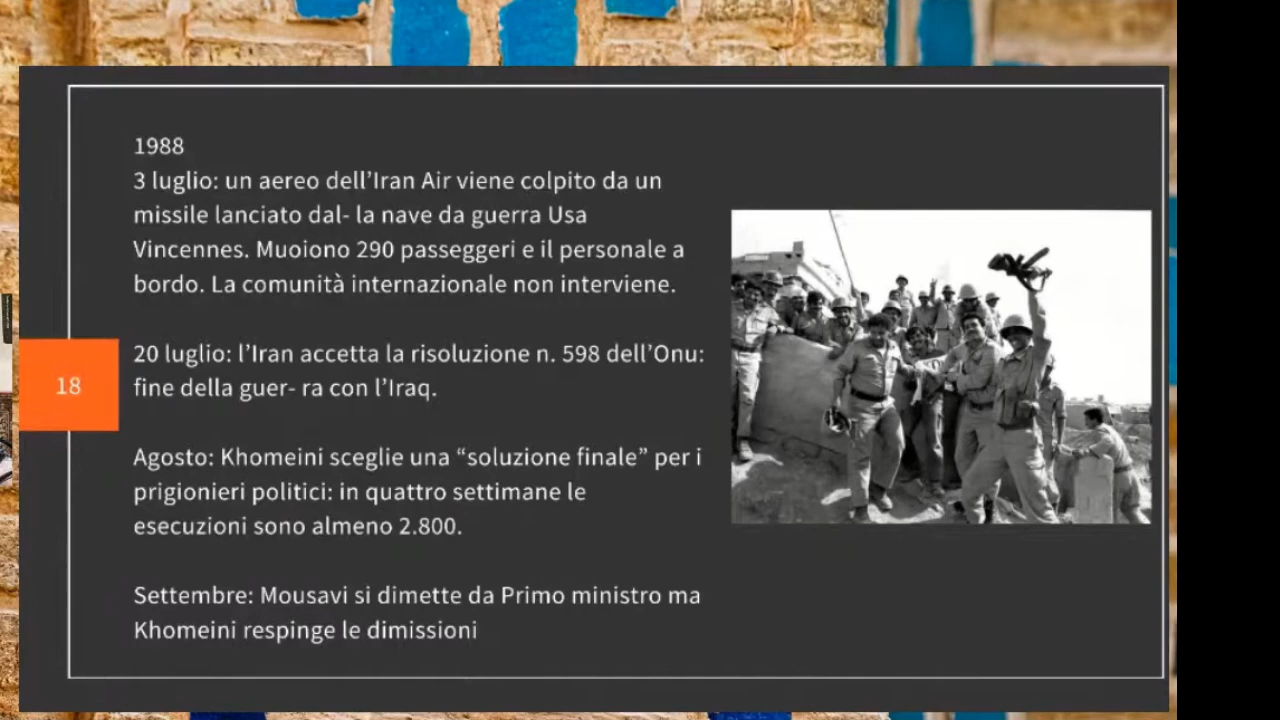 1988
3 luglio: un aereo dell’Iran Air viene colpito da un
missile lanciato dal- la nave da guerra Usa
Vincennes. Muoiono 290 passeggeri e il personale a
bordo. La comunità internazionale non interviene.
20 luglio: l’Iran accetta la risoluzione n. 598 dell’Onu:
fine della guer- ra con l’Iraq.
18
Agosto: Khomeini sceglie una “soluzione finale” per i
prigionieri politici: in quattro settimane le
esecuzioni sono almeno 2.800.
Settembre: Mousavi si dimette da Primo ministro ma
Khomeini respinge le dimissioni